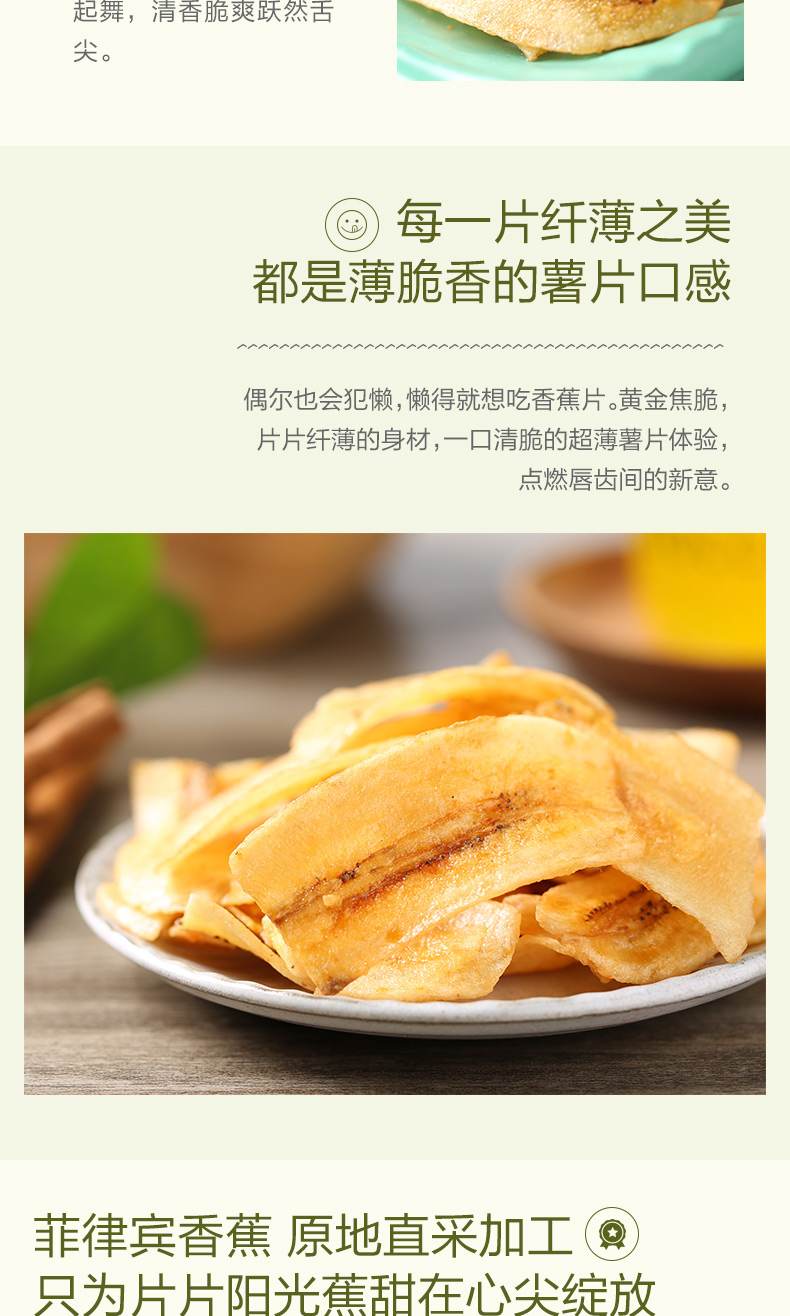 起舞，清香脆爽跃然舌
尖。
每一片纤薄之美
都是薄脆香的薯片口感
偶尔也会犯懒，懒得就想吃香蕉片。黄金焦脆，
片片纤薄的身材，一口清脆的超薄薯片体验，
点燃唇齿间的新意。
菲律宾香蕉 原地直采加工
只为片片阳光蕉甜在心尖绽放